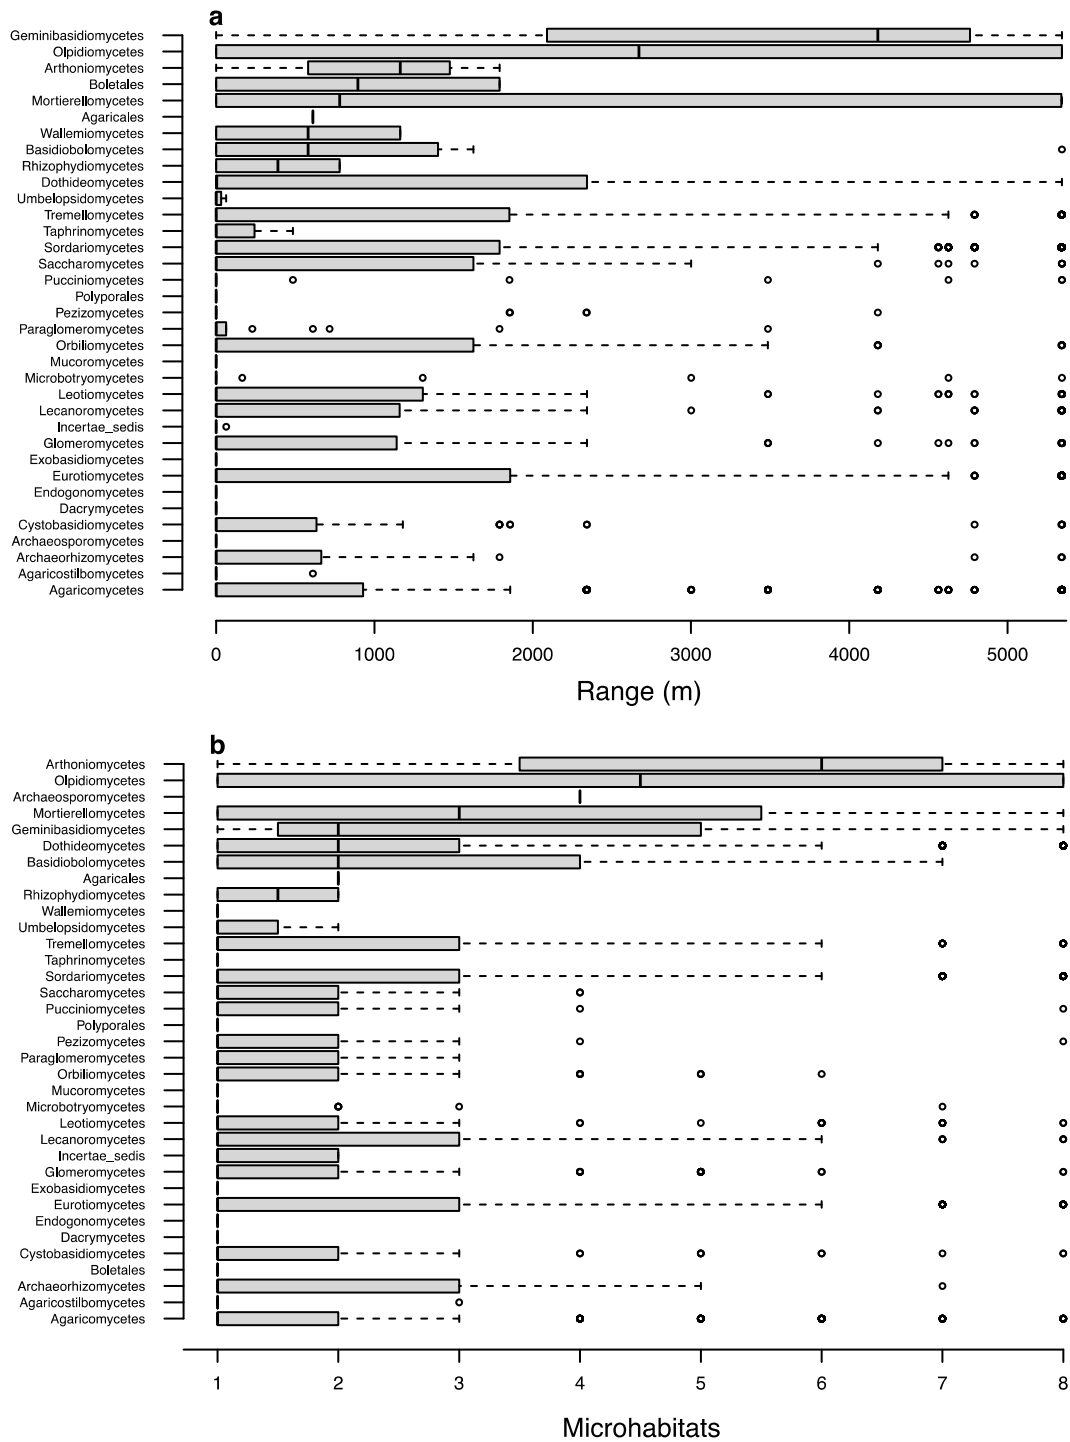 a
Geminibasidiomycetes
Olpidiomycetes
Arthoniomycetes
Boletales
Mortierellomycetes
Agaricales
Wallemiomycetes
Basidiobolomycetes
Rhizophydiomycetes
Dothideomycetes
Umbelopsidomycetes
Tremellomycetes
Taphrinomycetes
Sordariomycetes
Saccharomycetes
Pucciniomycetes
Polyporales
Pezizomycetes
Paraglomeromycetes
Orbiliomycetes
Mucoromycetes
Microbotryomycetes
Leotiomycetes
Lecanoromycetes
Incertae_sedis
Glomeromycetes
Exobasidiomycetes
Eurotiomycetes
Endogonomycetes
Dacrymycetes
Cystobasidiomycetes
Archaeosporomycetes
Archaeorhizomycetes
Agaricostilbomycetes
Agaricomycetes
0 1000 2000 3000 4000 5000
Range (m)
b
Arthoniomycetes
Olpidiomycetes
Archaeosporomycetes
Mortierellomycetes
Geminibasidiomycetes
Dothideomycetes
Basidiobolomycetes
Agaricales
Rhizophydiomycetes
Wallemiomycetes
Umbelopsidomycetes
Tremellomycetes
Taphrinomycetes
Sordariomycetes
Saccharomycetes
Pucciniomycetes
Polyporales
Pezizomycetes
Paraglomeromycetes
Orbiliomycetes
Mucoromycetes
Microbotryomycetes
Leotiomycetes
Lecanoromycetes
Incertae_sedis
Glomeromycetes
Exobasidiomycetes
Eurotiomycetes
Endogonomycetes
Dacrymycetes
Cystobasidiomycetes
Boletales
Archaeorhizomycetes
Agaricostilbomycetes
Agaricomycetes
1 2 3 4 5 6 7 8
Microhabitats